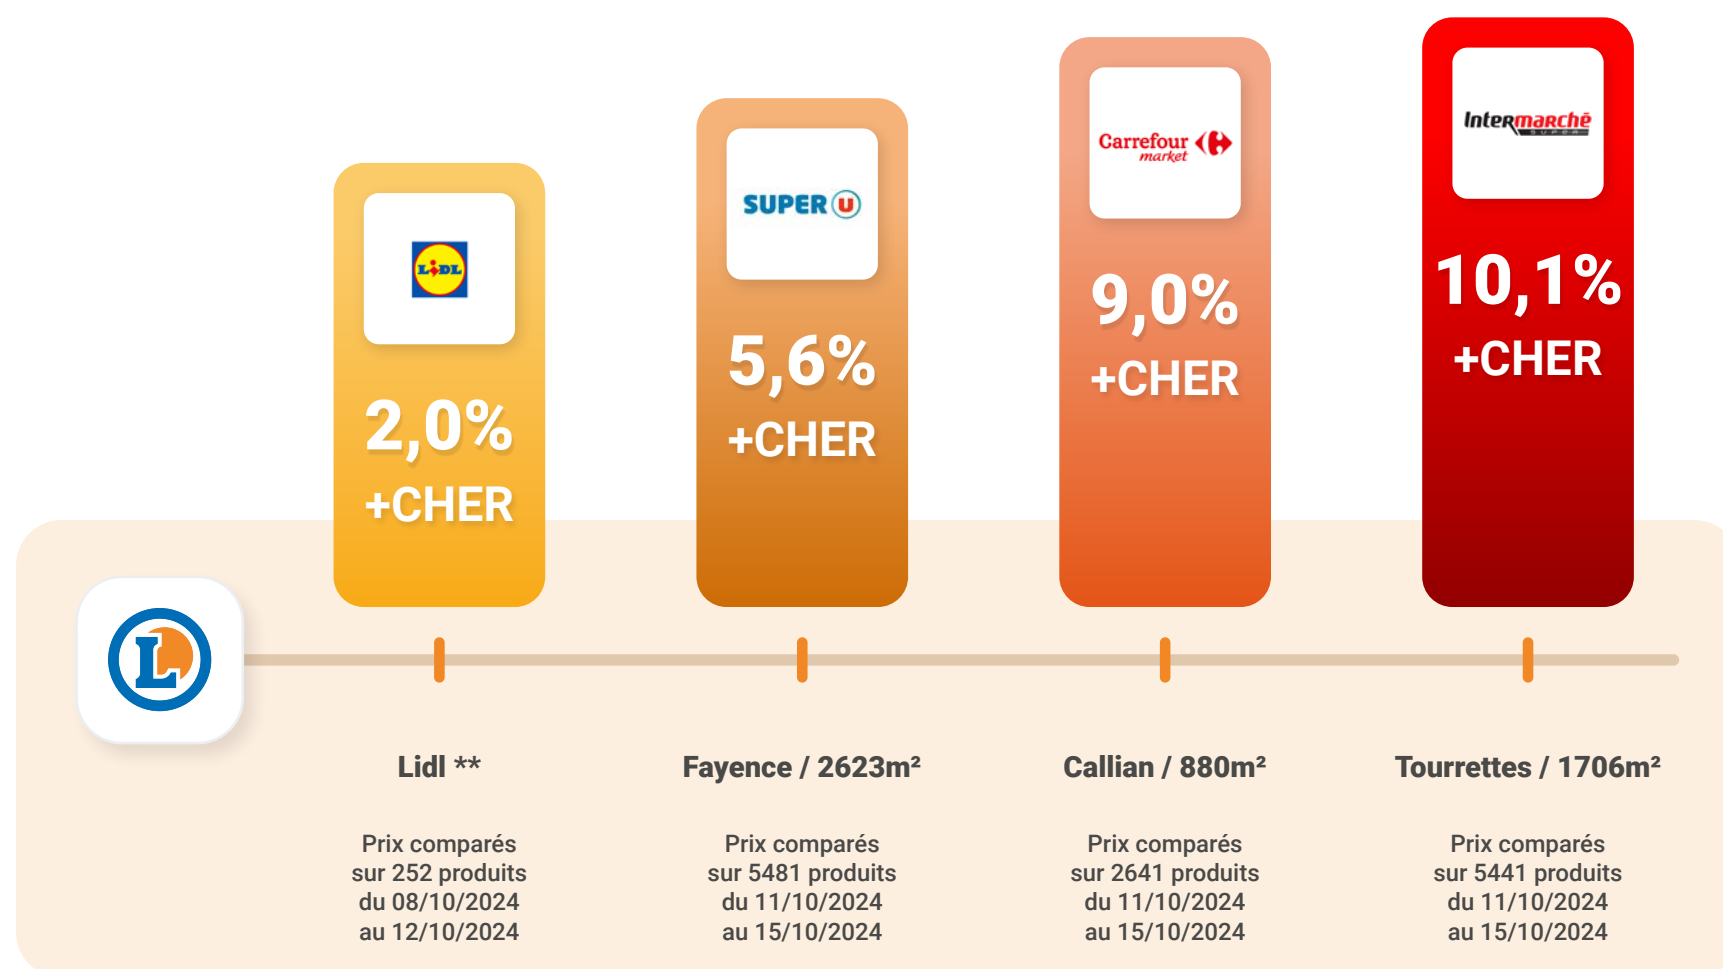 LIDL
2,0%
+CHER
SUPER U
5,6%
+CHER
Carrefour
market
9,0%
+CHER
Intermarchē
SUPER
10,1%
+CHER
L
Lidl **
Prix comparés
sur 252 produits
du 08/10/2024
au 12/10/2024
Fayence / 2623m²
Prix comparés
sur 5481 produits
du 11/10/2024
au 15/10/2024
Callian / 880m²
Prix comparés
sur 2641 produits
du 11/10/2024
au 15/10/2024
Tourrettes / 1706m²
Prix comparés
sur 5441 produits
du 11/10/2024
au 15/10/2024